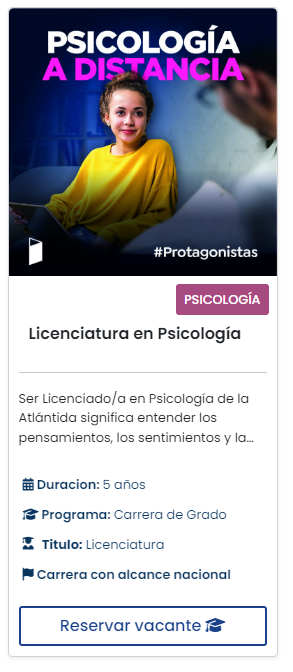 PSICOLOGÍA
A DISTANCIA
#Protagonistas
PSICOLOGÍA
Licenciatura en Psicología
Ser Licenciado/a en Psicología de la
Atlántida significa entender los
pensamientos, los sentimientos y la...
Duracion: 5 años
Programa: Carrera de Grado
Titulo: Licenciatura
Carrera con alcance nacional
Reservar vacante